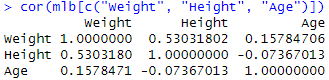 > cor(mlb[c("Weight", "Height", "Age")])
Weight Height Age
Weight 1.0000000 0.53031802 0.15784706
Height 0.5303180 1.00000000 -0.07367013
Age 0.1578471 -0.07367013 1.00000000